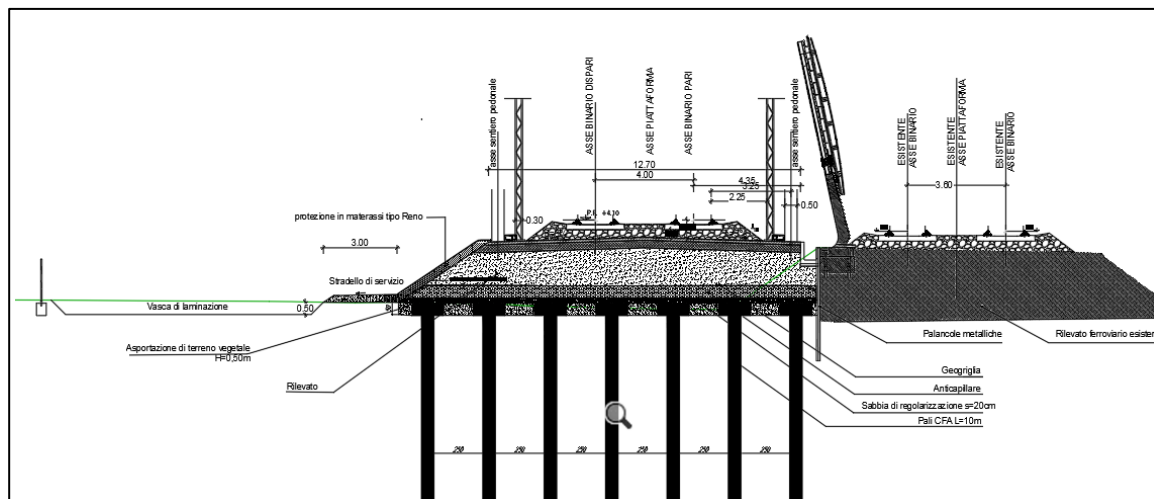 asse sentiero pedonale
ASSE BINARIO DISPARI
ASSE PIATTAFORMA
ASSE BINARIO PARI
asse sentiero pedonale
ESISTENTE
ASSE BINARIO
ESISTENTE
ASSE PIATTAFORMA
ESISTENTE
ASSE BINARIO
12.70
4.00
4.35
3.25
2.25
0.50
3.60
0.30
protezione in materassi tipo Reno
3.00
Stradello di servizio
Vasca di laminazione
0.50
Asportazione di terreno vegetale
H=0,50m
Rilevato
Palancole metalliche
Rilevato ferroviario esisten
Geogriglia
Anticapillare
Sabbia di regolarizzazione s=20cm
Pali CFA L=10m
250
250
250
250
250
250